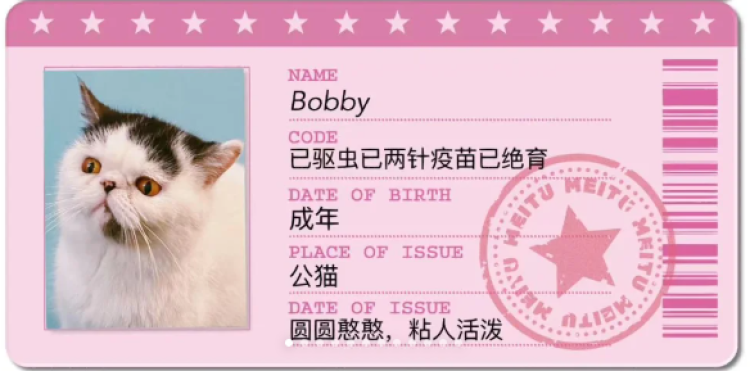 NAME
Bobby
CODE
已驱虫已两针疫苗已绝育
DATE OF BIRTH
成年
PLACE OF ISSUE
公猫
DATE OF ISSUE
圆圆憨憨，粘人活泼
MEITU MEITU MEITU MEITU MEITU